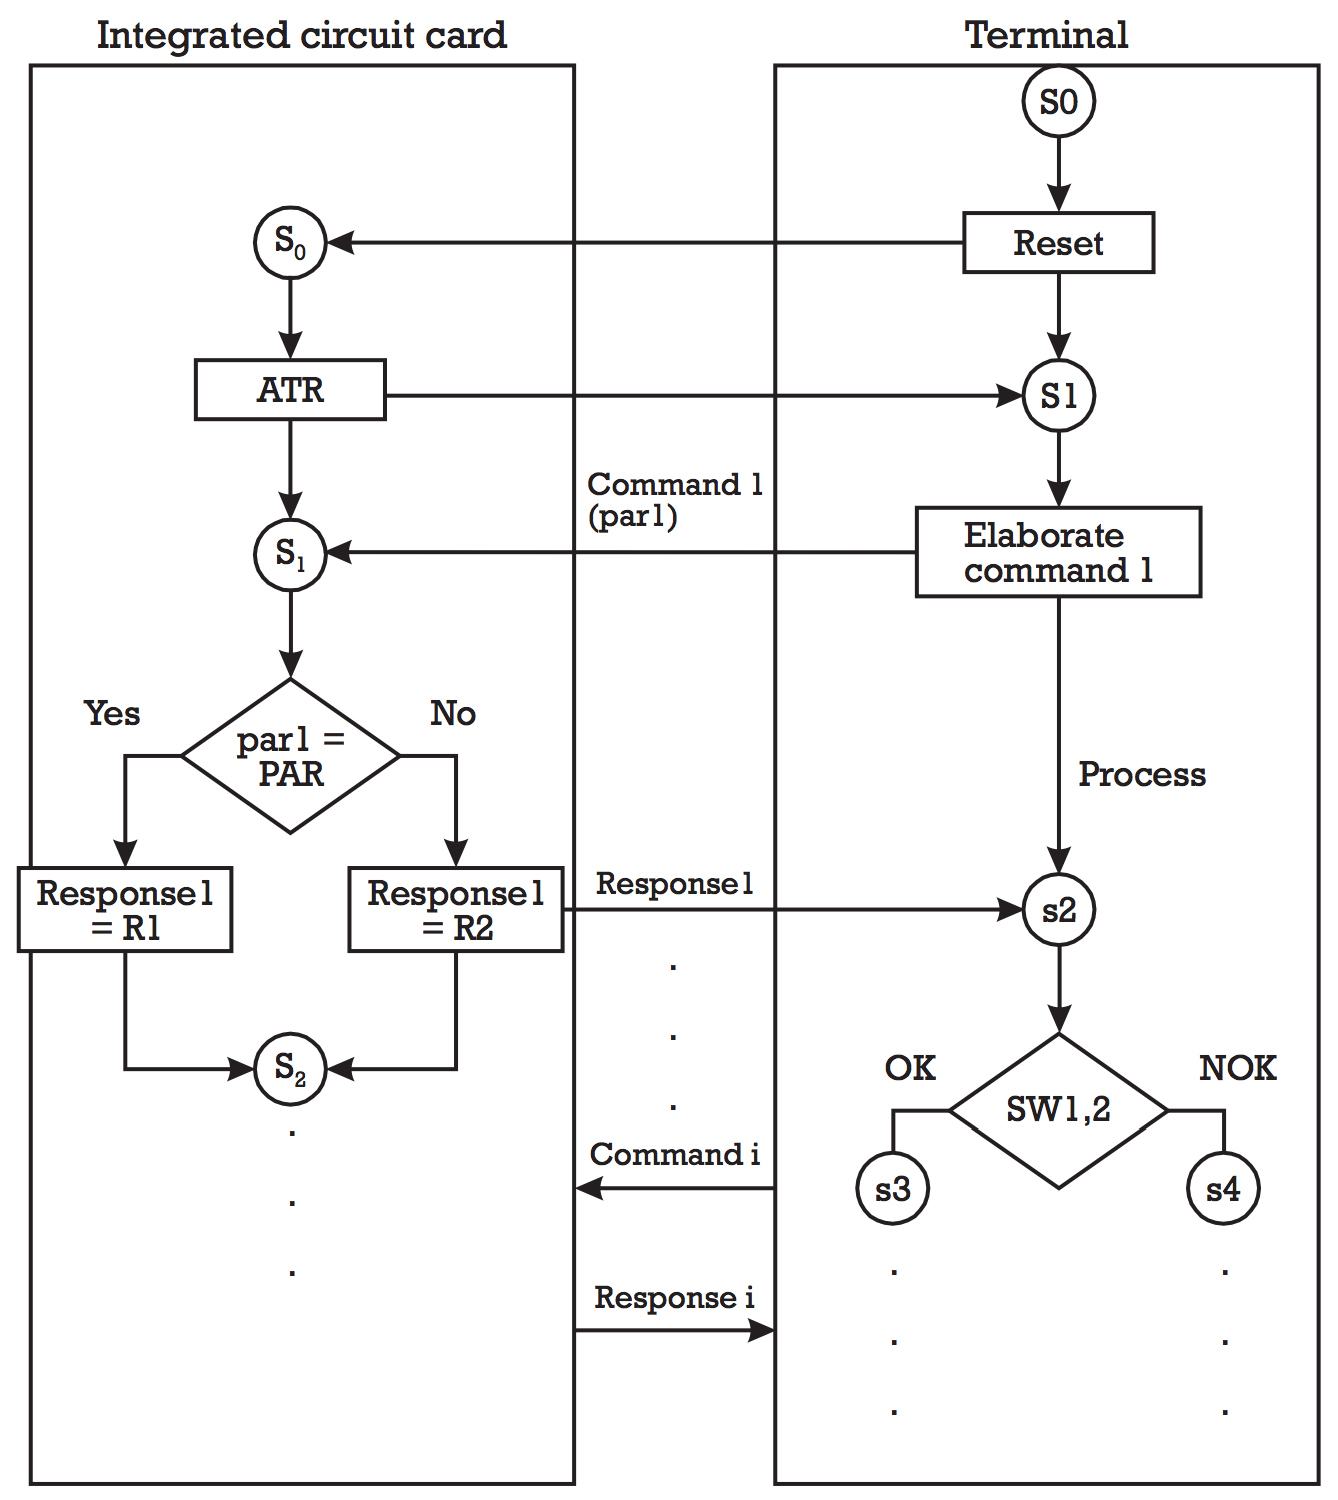 Integrated circuit card
Terminal
S0
S₀
Reset
ATR
S1
Command 1
(par1)
S₁
Elaborate
command 1
Yes
No
par1 =
PAR
Process
Response1
= R1
Response1
= R2
Response1
s2
.
.
.
S₂
.
.
.
OK
NOK
SW1,2
Command i
s3
s4
Response i
.
.
.
.
.
.